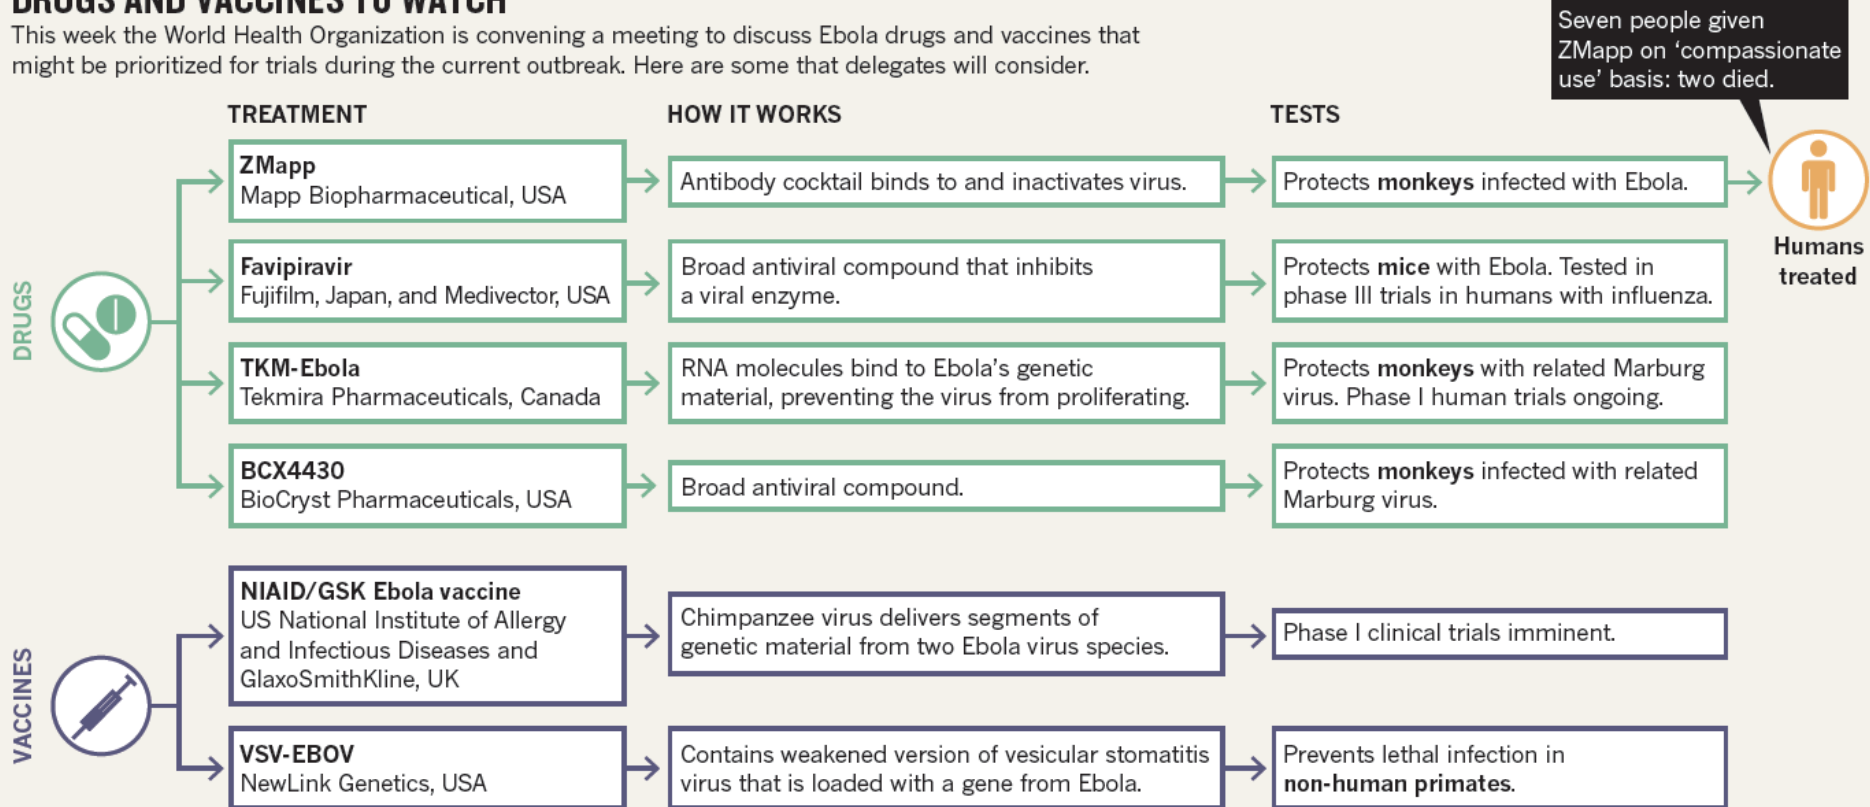 DRUGS AND VACCINES TO WATCH
This week the World Health Organization is convening a meeting to discuss Ebola drugs and vaccines that
might be prioritized for trials during the current outbreak. Here are some that delegates will consider.
Seven people given
ZMapp on ‘compassionate
use’ basis: two died.
TREATMENT
HOW IT WORKS
TESTS
DRUGS
ZMapp
Mapp Biopharmaceutical, USA
Antibody cocktail binds to and inactivates virus.
Protects monkeys infected with Ebola.
Humans
treated
Favipiravir
Fujifilm, Japan, and Medivector, USA
Broad antiviral compound that inhibits
a viral enzyme.
Protects mice with Ebola. Tested in
phase III trials in humans with influenza.
TKM-Ebola
Tekmira Pharmaceuticals, Canada
RNA molecules bind to Ebola’s genetic
material, preventing the virus from proliferating.
Protects monkeys with related Marburg
virus. Phase I human trials ongoing.
BCX4430
BioCryst Pharmaceuticals, USA
Broad antiviral compound.
Protects monkeys infected with related
Marburg virus.
VACCINES
NIAID/GSK Ebola vaccine
US National Institute of Allergy
and Infectious Diseases and
GlaxoSmithKline, UK
Chimpanzee virus delivers segments of
genetic material from two Ebola virus species.
Phase I clinical trials imminent.
VSV-EBOV
NewLink Genetics, USA
Contains weakened version of vesicular stomatitis
virus that is loaded with a gene from Ebola.
Prevents lethal infection in
non-human primates.